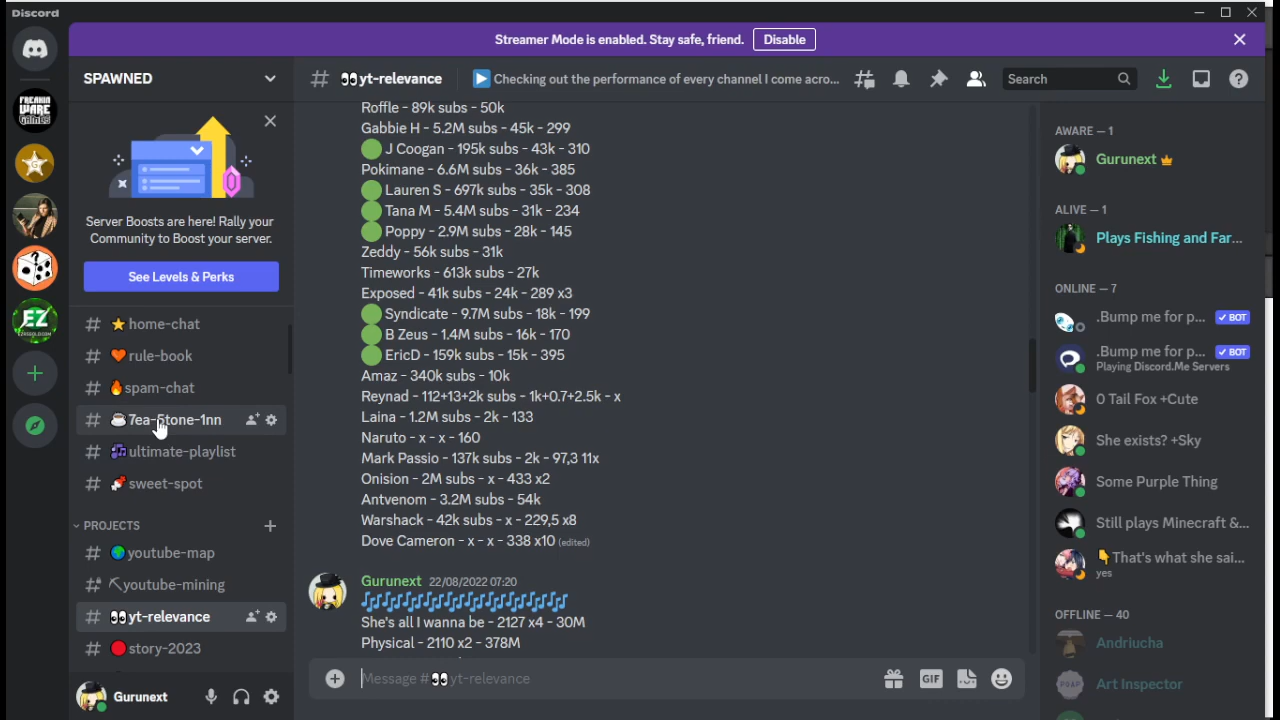 Discord
Streamer Mode is enabled. Stay safe, friend.
Disable
SPAWNED
# 👀yt-relevance
▶️Checking out the performance of every channel I come acro...
Search
FREAKIN
WARE
GAMES
G
EZ
Server Boosts are here! Rally your
Community to Boost your server.
See Levels & Perks
# ⭐home-chat
# 🧡rule-book
# 🔥spam-chat
# ☕7ea-5tone-1nn
# 🎶ultimate-playlist
# sweet-spot
PROJECTS
# 🌍youtube-map
# ⛏youtube-mining
# 👀yt-relevance
# 🔴story-2023
Gurunext
Roffle - 89k subs - 50k
Gabbie H - 5.2M subs - 45k - 299
🟢 J Coogan - 195k subs - 43k - 310
Pokimane - 6.6M subs - 36k - 385
🟢 Lauren S - 697k subs - 35k - 308
🟢 Tana M - 5.4M subs - 31k - 234
🟢 Poppy - 2.9M subs - 28k - 145
Zeddy - 56k subs - 31k
Timeworks - 613k subs - 27k
Exposed - 41k subs - 24k - 289 x3
🟢 Syndicate - 9.7M subs - 18k - 199
🟢 B Zeus - 1.4M subs - 16k - 170
🟢 EricD - 159k subs - 15k - 395
Amaz - 340k subs - 10k
Reynad - 112+13+2k subs - 1k+0.7+2.5k - x
Laina - 1.2M subs - 2k - 133
Naruto - x - x - 160
Mark Passio - 137k subs - 2k - 97,3 11x
Onision - 2M subs - x - 433 x2
Antvenom - 3.2M subs - 54k
Warshack - 42k subs - x - 229,5 x8
Dove Cameron - x - x - 338 x10 (edited)
Gurunext 22/08/2022 07:20
🎶🎶🎶🎶🎶🎶🎶🎶🎶🎶🎶🎶🎶
She's all I wanna be - 2127 x4 - 30M
Physical - 2110 x2 - 378M
Message #👀yt-relevance
GIF
AWARE — 1
Gurunext
ALIVE — 1
Plays Fishing and Far...
ONLINE — 7
.Bump me for p... ✓ BOT
.Bump me for p... ✓ BOT
Playing Discord.Me Servers
0 Tail Fox +Cute
She exists? +Sky
Some Purple Thing
Still plays Minecraft &...
👇That's what she sai...
yes
OFFLINE — 40
Andriucha
Art Inspector